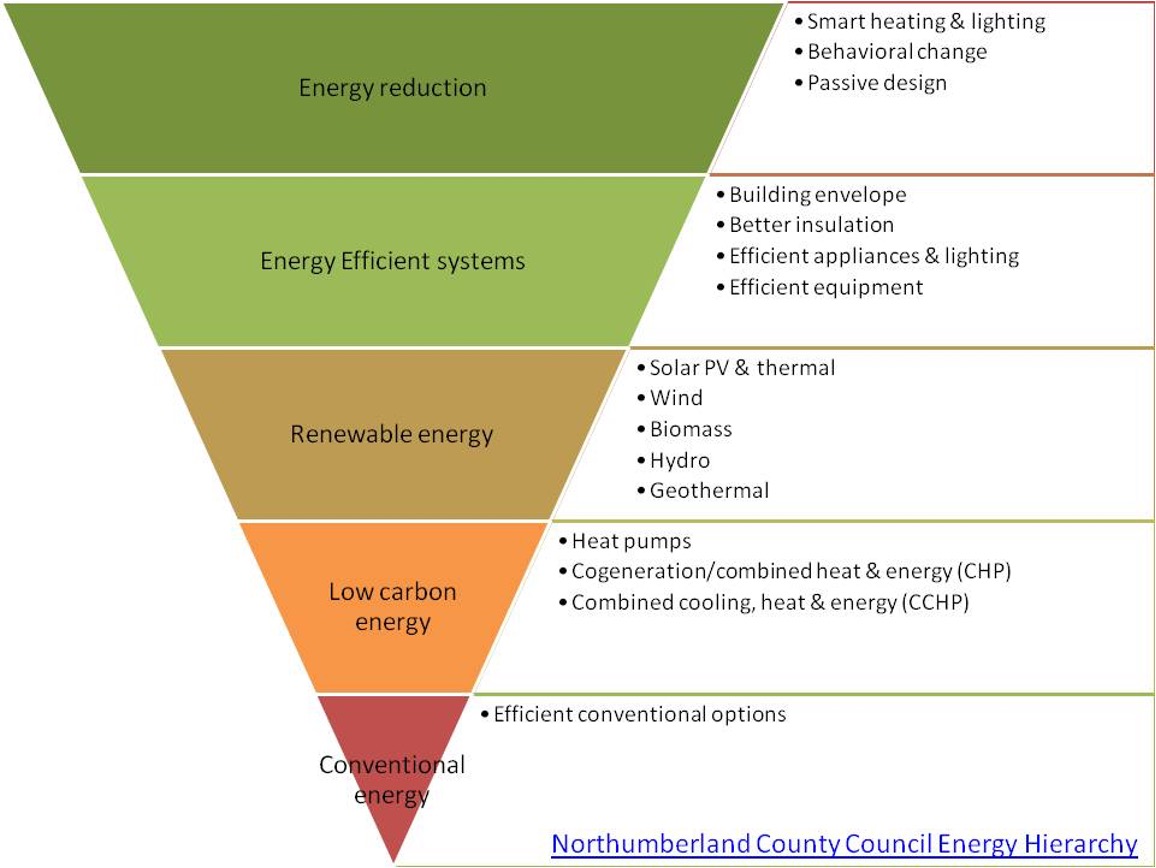 Energy reduction
• Smart heating & lighting
• Behavioral change
• Passive design
Energy Efficient systems
• Building envelope
• Better insulation
• Efficient appliances & lighting
• Efficient equipment
Renewable energy
• Solar PV & thermal
• Wind
• Biomass
• Hydro
• Geothermal
Low carbon
energy
• Heat pumps
• Cogeneration/combined heat & energy (CHP)
• Combined cooling, heat & energy (CCHP)
Conventional
energy
• Efficient conventional options
Northumberland County Council Energy Hierarchy